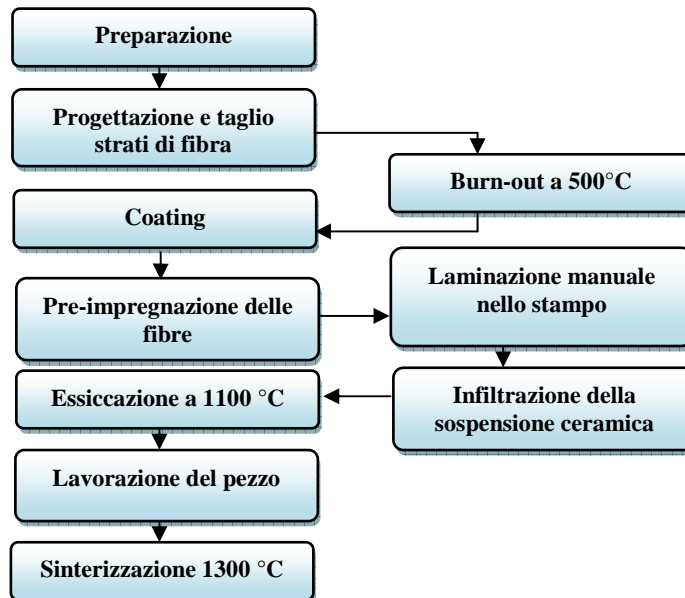 Preparazione
Progettazione e taglio
strati di fibra
Burn-out a 500°C
Coating
Pre-impregnazione delle
fibre
Laminazione manuale
nello stampo
Infiltrazione della
sospensione ceramica
Essiccazione a 1100 °C
Lavorazione del pezzo
Sinterizzazione 1300 °C